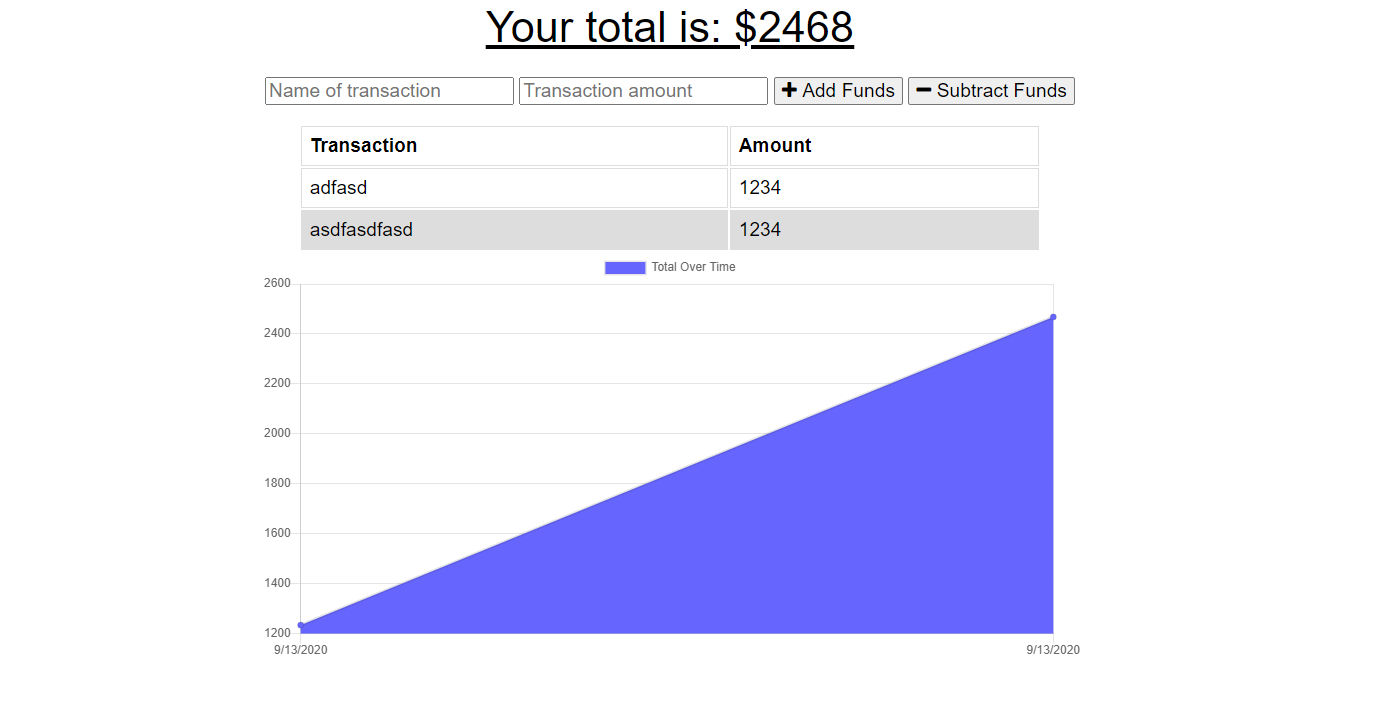 Your total is: $2468
Name of transaction Transaction amount Add Funds Subtract Funds
Transaction Amount
adfasd 1234
asdfasdfasd 1234
Total Over Time
2600
2400
2200
2000
1800
1600
1400
1200
9/13/2020 9/13/2020